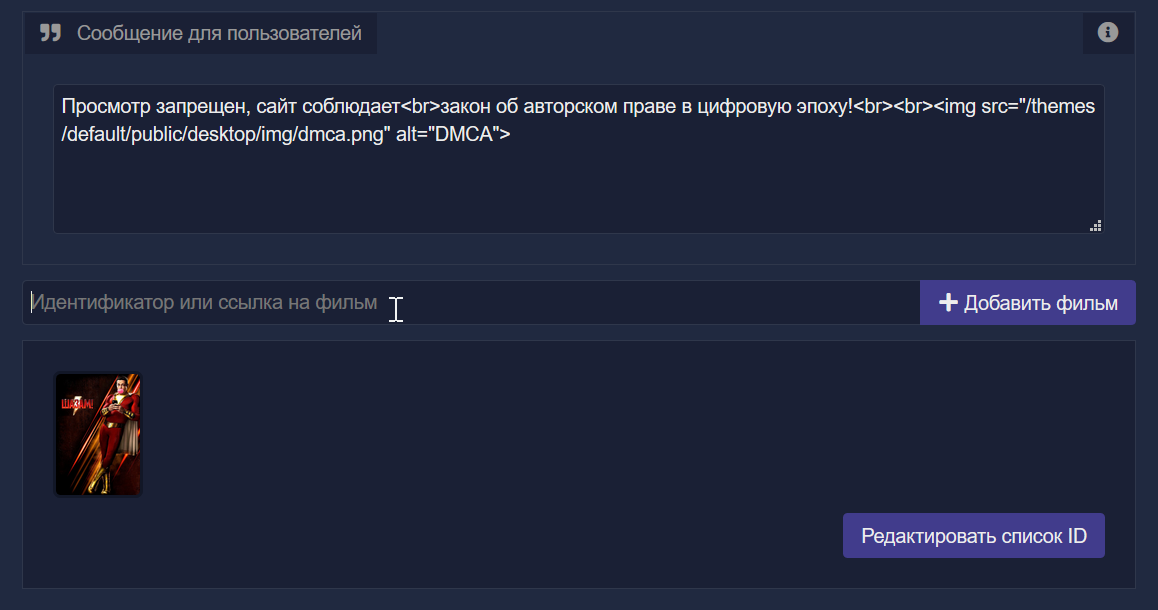 Сообщение для пользователей
Просмотр запрещен, сайт соблюдает<br>закон об авторском праве в цифровую эпоху!<br><br><img src="/themes
/default/public/desktop/img/dmca.png" alt="DMCA">
Идентификатор или ссылка на фильм
Добавить фильм
ШАЗАМ!
Редактировать список ID